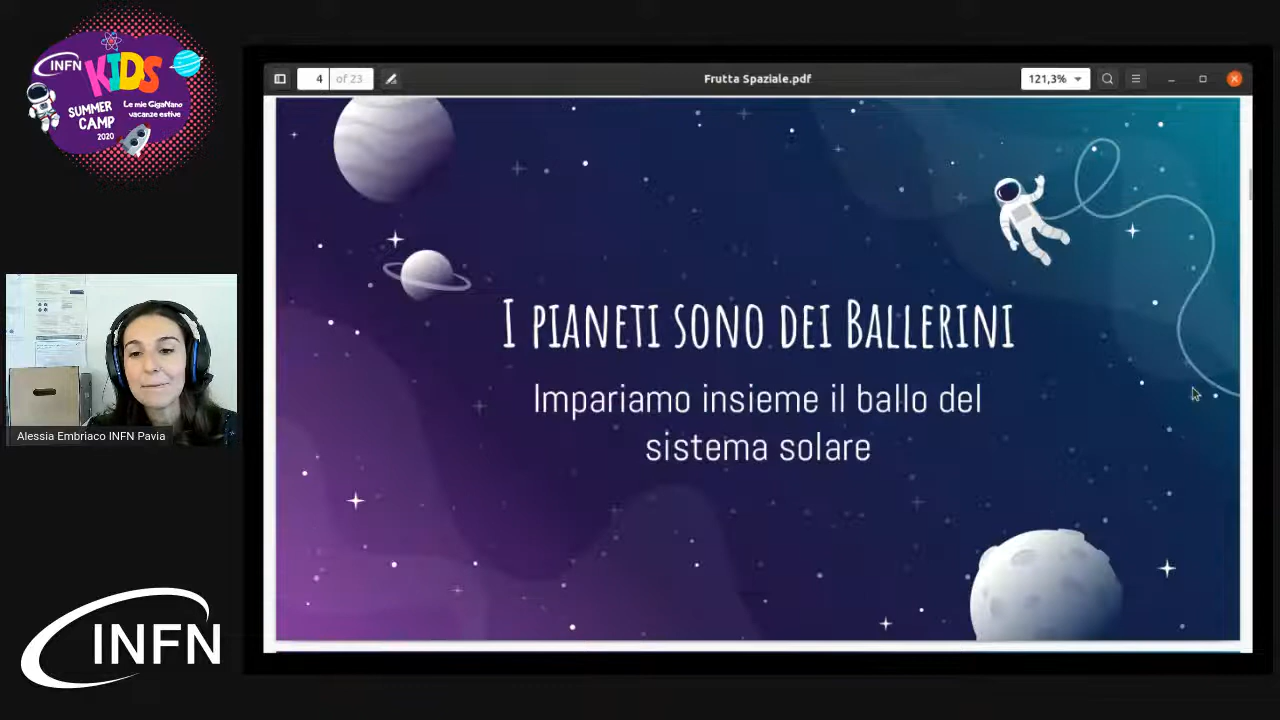 INFN
KIDS
SUMMER
CAMP
2020
Le mie GigaNano
vacanze estive
4 of 23
Frutta Spaziale.pdf
121,3%
I PIANETI SONO DEI BALLERINI
Impariamo insieme il ballo del
sistema solare
Alessia Embriaco INFN Pavia
INFN